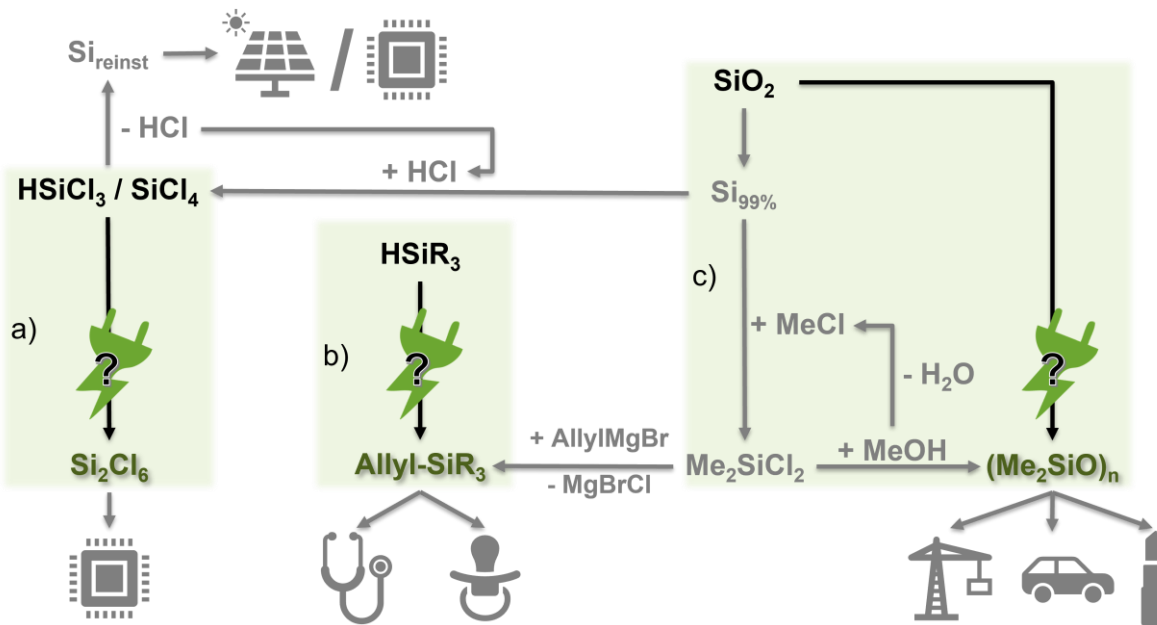 Si_reinst
/
- HCl
+ HCl
HSiCl₃ / SiCl₄
a)
?
Si₂Cl₆
HSiR₃
b)
?
Allyl-SiR₃
+ AllylMgBr
- MgBrCl
SiO₂
Si₉₉%
c)
+ MeCl
- H₂O
?
Me₂SiCl₂
+ MeOH
(Me₂SiO)ₙ